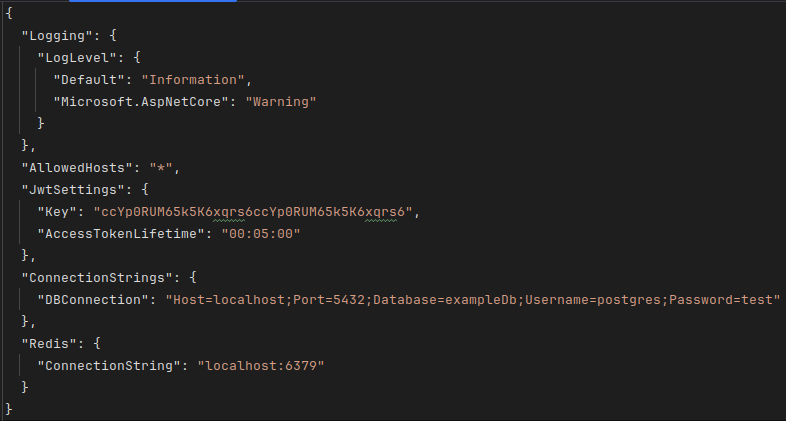 {
"Logging": {
"LogLevel": {
"Default": "Information",
"Microsoft.AspNetCore": "Warning"
}
},
"AllowedHosts": "*",
"JwtSettings": {
"Key": "ccYp0RUM65k5K6xqrs6ccYp0RUM65k5K6xqrs6",
"AccessTokenLifetime": "00:05:00"
},
"ConnectionStrings": {
"DBConnection": "Host=localhost;Port=5432;Database=exampleDb;Username=postgres;Password=test"
},
"Redis": {
"ConnectionString": "localhost:6379"
}
}